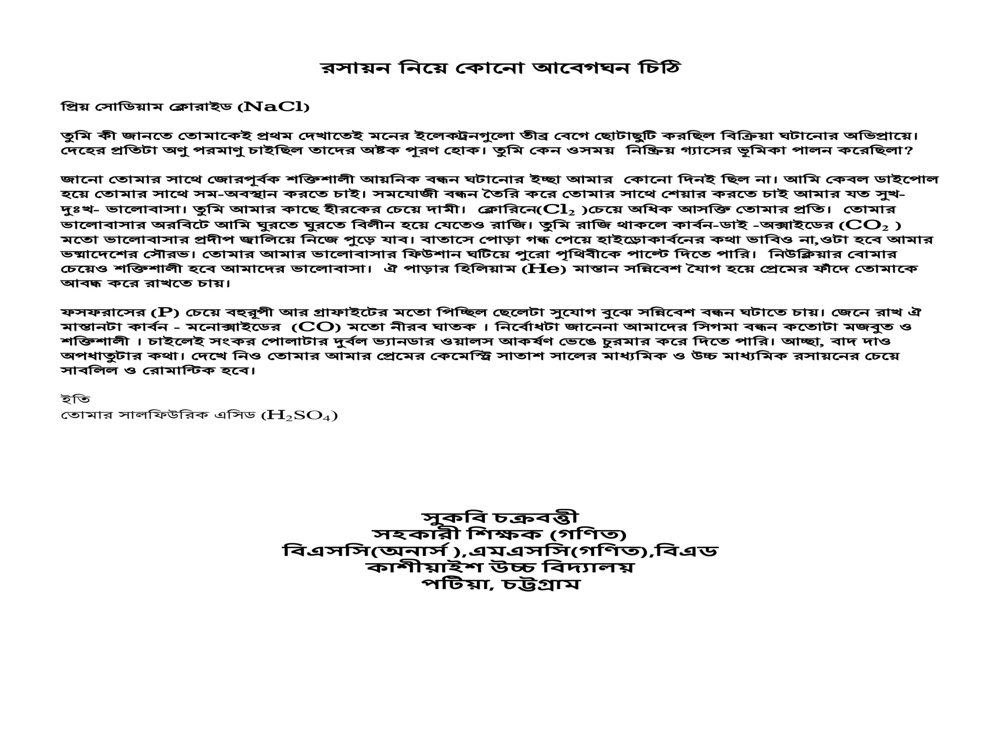 রসায়ন নিয়ে কোনো আবেগঘন চিঠি
প্রিয় সোডিয়াম ক্লোরাইড (NaCl)
তুমি কী জানতে তোমাকেই প্রথম দেখাতেই মনের ইলেকট্রনগুলো তীব্র বেগে ছোটাছুটি করছিল বিক্রিয়া ঘটানোর অভিপ্রায়ে।
দেহের প্রতিটা অণু পরমাণু চাইছিল তাদের অষ্টক পূরণ হোক। তুমি কেন ওসময় নিষ্ক্রিয় গ্যাসের ভূমিকা পালন করেছিলা?
জানো তোমার সাথে জোরপূর্বক শক্তিশালী আয়নিক বন্ধন ঘটানোর ইচ্ছা আমার কোনো দিনই ছিল না। আমি কেবল ডাইপোল
হয়ে তোমার সাথে সম-অবস্থান করতে চাই। সমযোজী বন্ধন তৈরি করে তোমার সাথে শেয়ার করতে চাই আমার যত সুখ-
দুঃখ- ভালোবাসা। তুমি আমার কাছে হীরকের চেয়ে দামী। ক্লোরিনে(Cl₂ )চেয়ে অধিক আসক্তি তোমার প্রতি। তোমার
ভালোবাসার অরবিটে আমি ঘুরতে ঘুরতে বিলীন হয়ে যেতেও রাজি। তুমি রাজি থাকলে কার্বন-ডাই -অক্সাইডের (CO₂ )
মতো ভালোবাসার প্রদীপ জ্বালিয়ে নিজে পুড়ে যাব। বাতাসে পোড়া গন্ধ পেয়ে হাইড্রোকার্বনের কথা ভাবিও না,ওটা হবে আমার
ভষ্মাদেশের সৌরভ। তোমার আমার ভালোবাসার ফিউশান ঘটিয়ে পুরো পৃথিবীকে পাল্টে দিতে পারি। নিউক্লিয়ার বোমার
চেয়েও শক্তিশালী হবে আমাদের ভালোবাসা। ঐ পাড়ার হিলিয়াম (He) মাস্তান সন্নিবেশ যৈাগ হয়ে প্রেমের ফাঁদে তোমাকে
আবদ্ধ করে রাখতে চায়।
ফসফরাসের (P) চেয়ে বহুরূপী আর গ্রাফাইটের মতো পিচ্ছিল ছেলেটা সুযোগ বুঝে সন্নিবেশ বন্ধন ঘটাতে চায়। জেনে রাখ ঐ
মাস্তানটা কার্বন - মনোক্সাইডের (CO) মতো নীরব ঘাতক । নির্বোধটা জানেনা আমাদের সিগমা বন্ধন কতোটা মজবুত ও
শক্তিশালী । চাইলেই সংকর পোলাটার দুর্বল ভ্যানডার ওয়ালস আকর্ষণ ভেঙে চুরমার করে দিতে পারি। আচ্ছা, বাদ দাও
অপধাতুটার কথা। দেখে নিও তোমার আমার প্রেমের কেমেস্ট্রি সাতাশ সালের মাধ্যমিক ও উচ্চ মাধ্যমিক রসায়নের চেয়ে
সাবলিল ও রোমান্টিক হবে।
ইতি
তোমার সালফিউরিক এসিড (H₂SO₄)
সুকবি চক্রবর্ত্তী
সহকারী শিক্ষক (গণিত)
বিএসসি(অনার্স ),এমএসসি(গণিত),বিএড
কাশীয়াইশ উচ্চ বিদ্যালয়
পটিয়া, চট্টগ্রাম